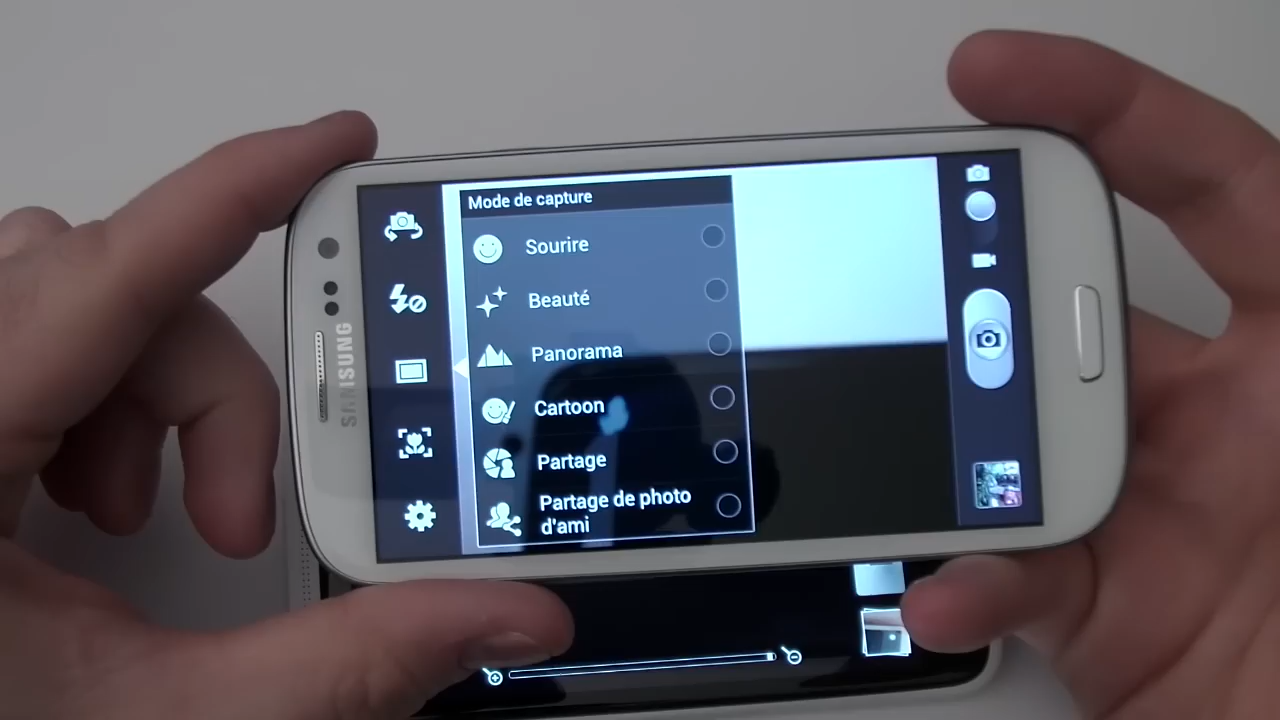 SAMSUNG
Mode de capture
Sourire
Beauté
Panorama
Cartoon
Partage
Partage de photo
d'ami